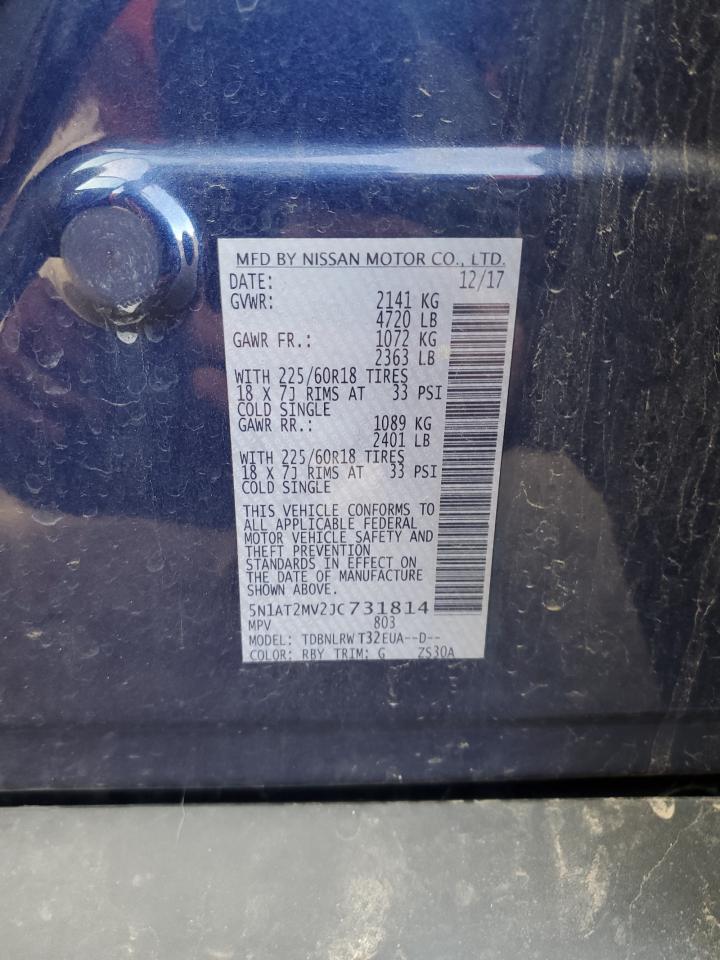 MFD BY NISSAN MOTOR CO., LTD.
DATE: 12/17
GVWR: 2141 KG
4720 LB
GAWR FR.: 1072 KG
2363 LB
WITH 225/60R18 TIRES
18 X 7J RIMS AT 33 PSI
COLD SINGLE
GAWR RR.: 1089 KG
2401 LB
WITH 225/60R18 TIRES
18 X 7J RIMS AT 33 PSI
COLD SINGLE
THIS VEHICLE CONFORMS TO
ALL APPLICABLE FEDERAL
MOTOR VEHICLE SAFETY AND
THEFT PREVENTION
STANDARDS IN EFFECT ON
THE DATE OF MANUFACTURE
SHOWN ABOVE.
5N1AT2MV2JC731814
MPV 803
MODEL: TDBNLRW T32EUA--D--
COLOR: RBY TRIM: G ZS30A